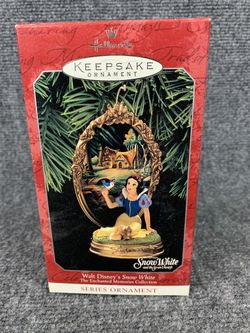 Hallmark
KEEPSAKE
ORNAMENT
Snow White
and the Seven Dwarfs
Walt Disney's Snow White
The Enchanted Memories Collection
SERIES ORNAMENT